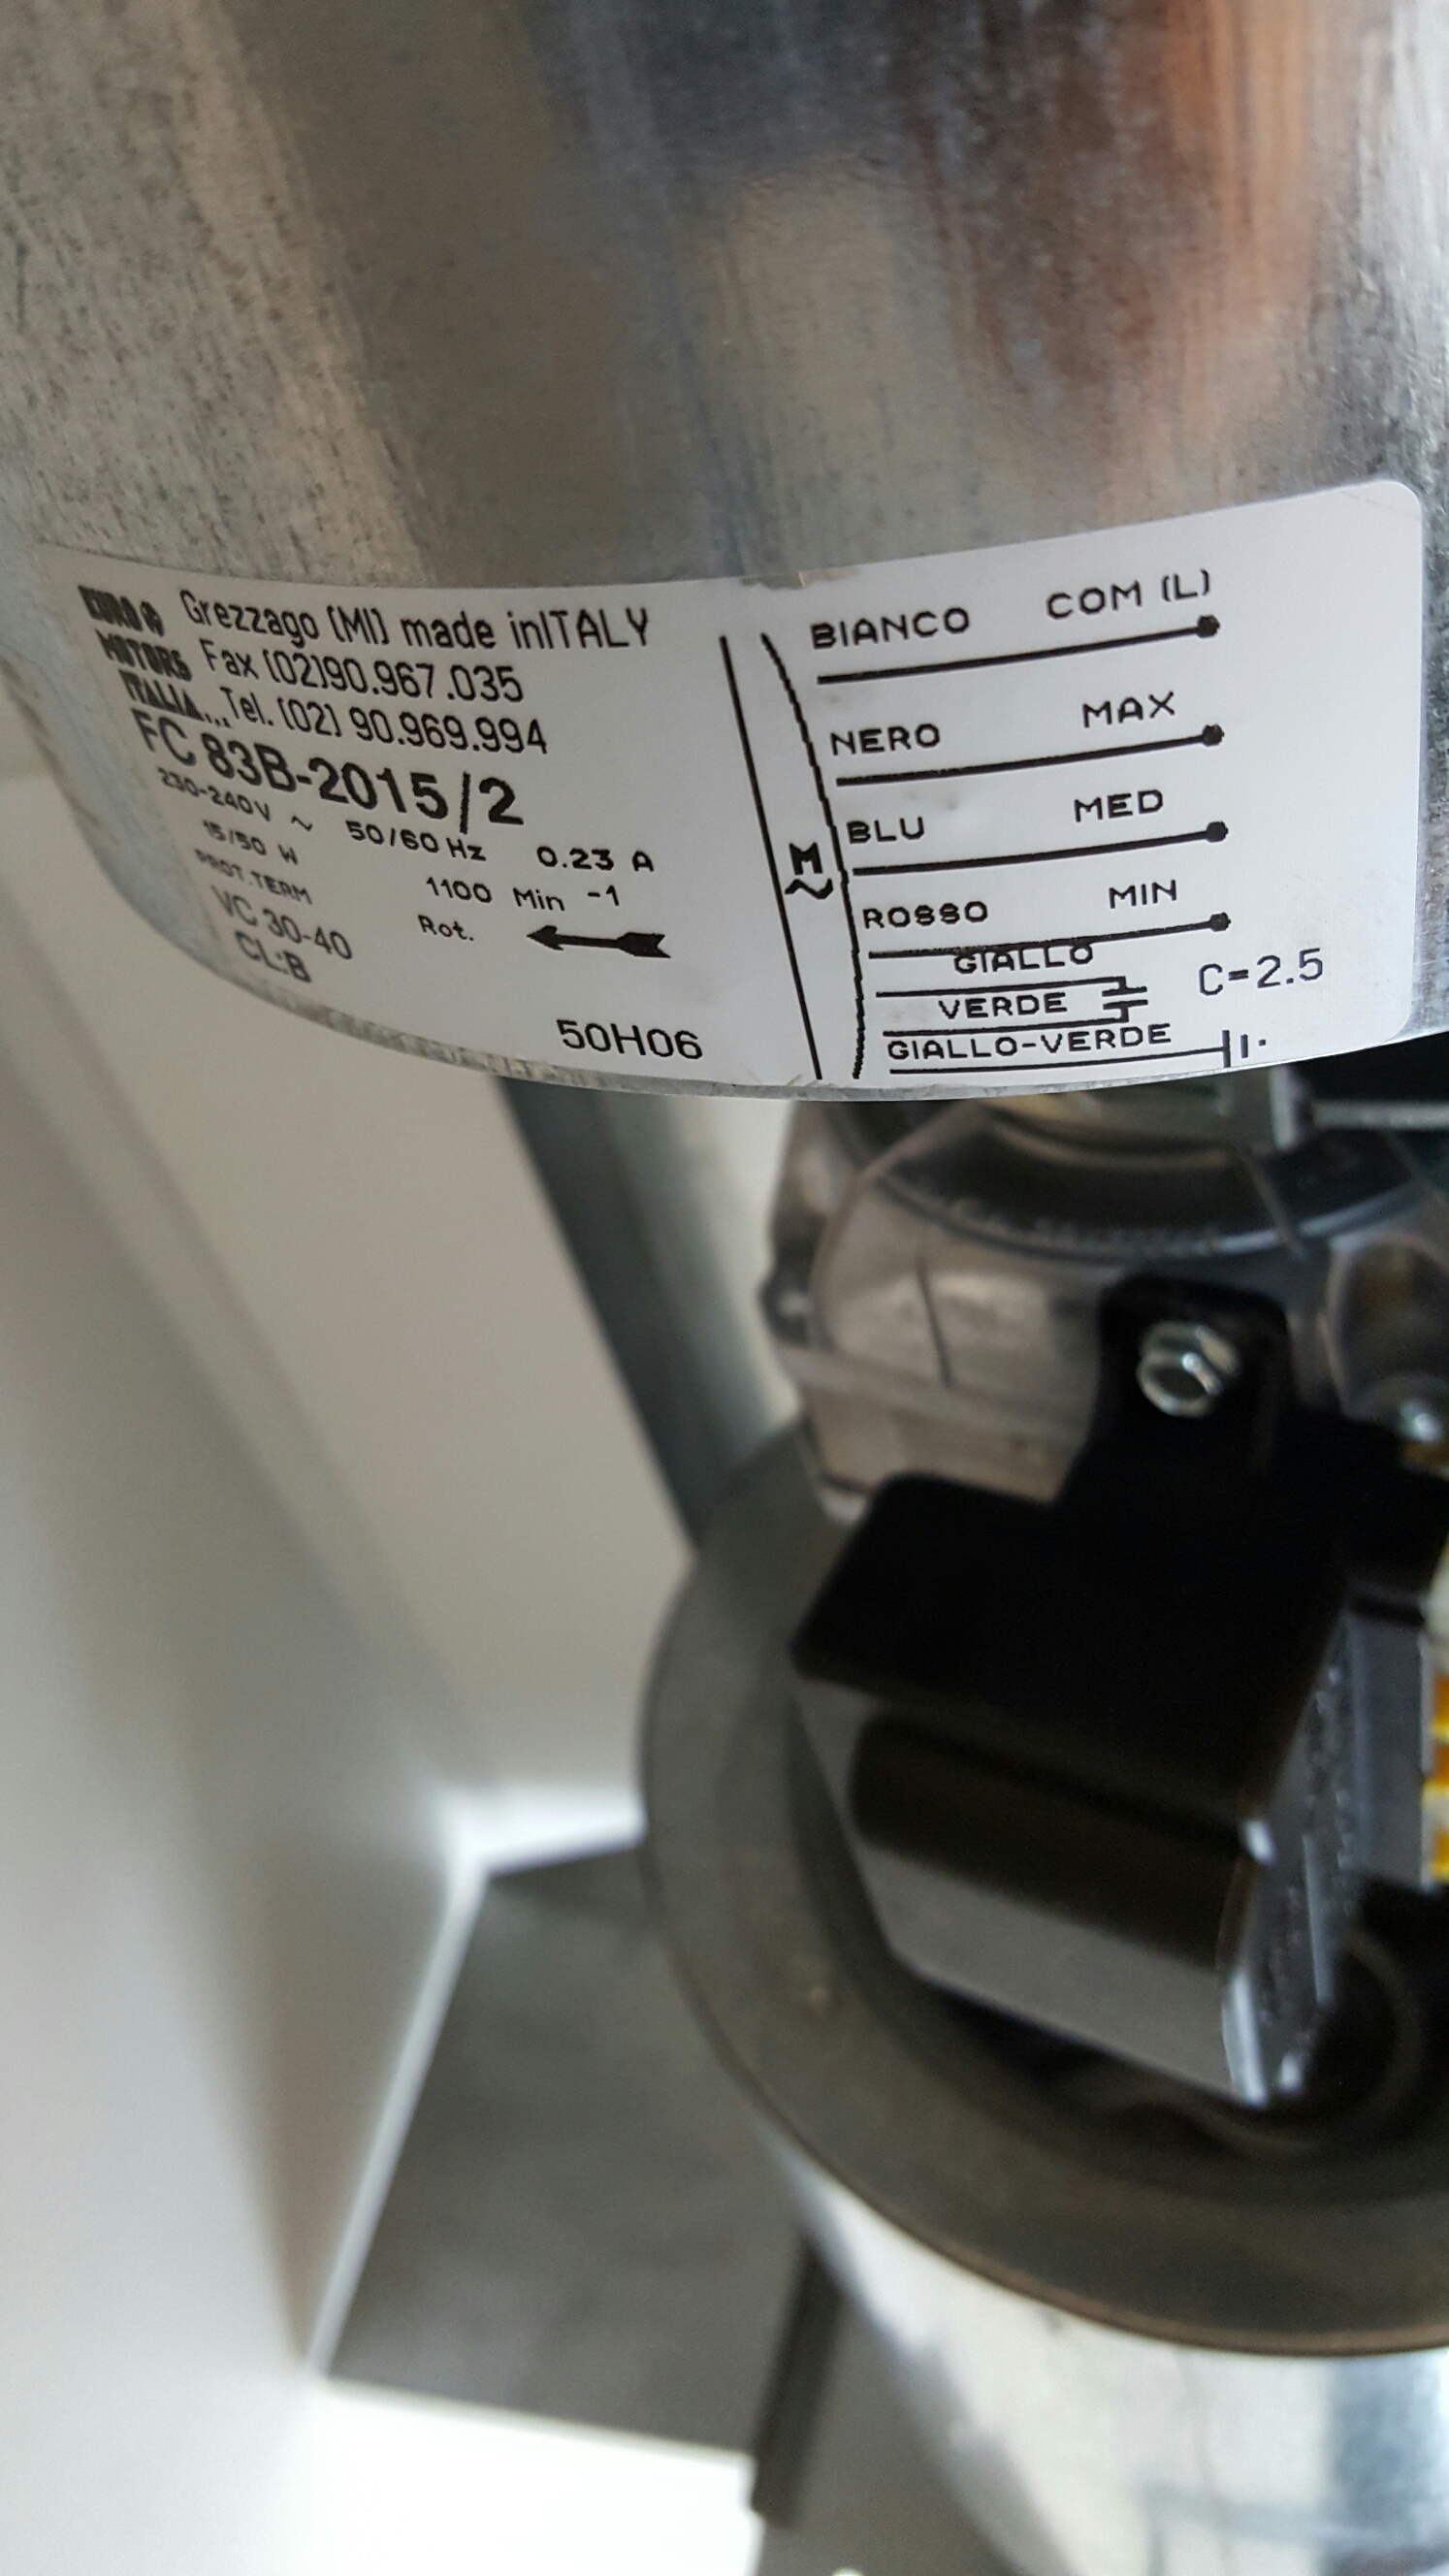 EURO MOTORS ITALIA
Grezzago (MI) made inITALY
Fax (02)90.967.035
Tel. (02) 90.969.994
FC 83B-2015/2
230-240V ~ 50/60 Hz 0.23 A
15/50 W 1100 Min -1
PROT.TERM Rot.
VC 30-40
CL:B
50H06
M
~
BIANCO COM (L)
NERO MAX
BLU MED
ROSSO MIN
GIALLO
VERDE C=2.5
GIALLO-VERDE